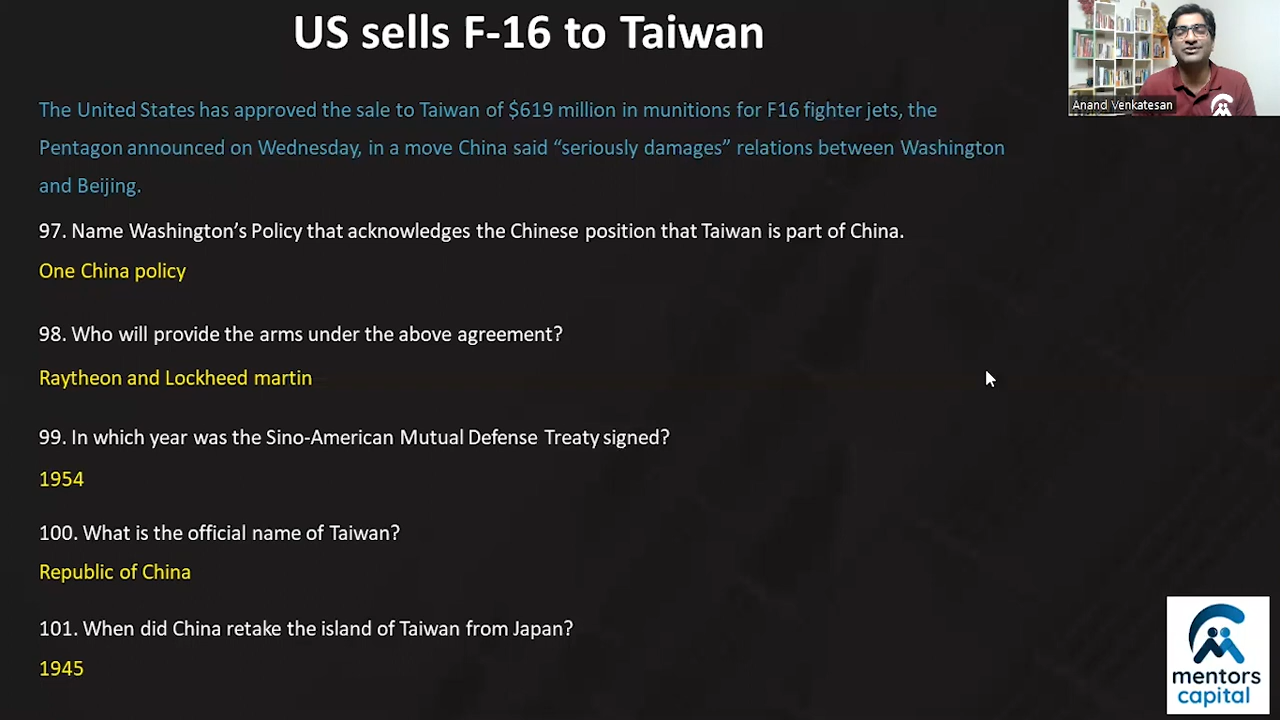 US sells F-16 to Taiwan
Anand Venkatesan
The United States has approved the sale to Taiwan of $619 million in munitions for F16 fighter jets, the
Pentagon announced on Wednesday, in a move China said “seriously damages” relations between Washington
and Beijing.
97. Name Washington’s Policy that acknowledges the Chinese position that Taiwan is part of China.
One China policy
98. Who will provide the arms under the above agreement?
Raytheon and Lockheed martin
99. In which year was the Sino-American Mutual Defense Treaty signed?
1954
100. What is the official name of Taiwan?
Republic of China
101. When did China retake the island of Taiwan from Japan?
1945
mentors
capital